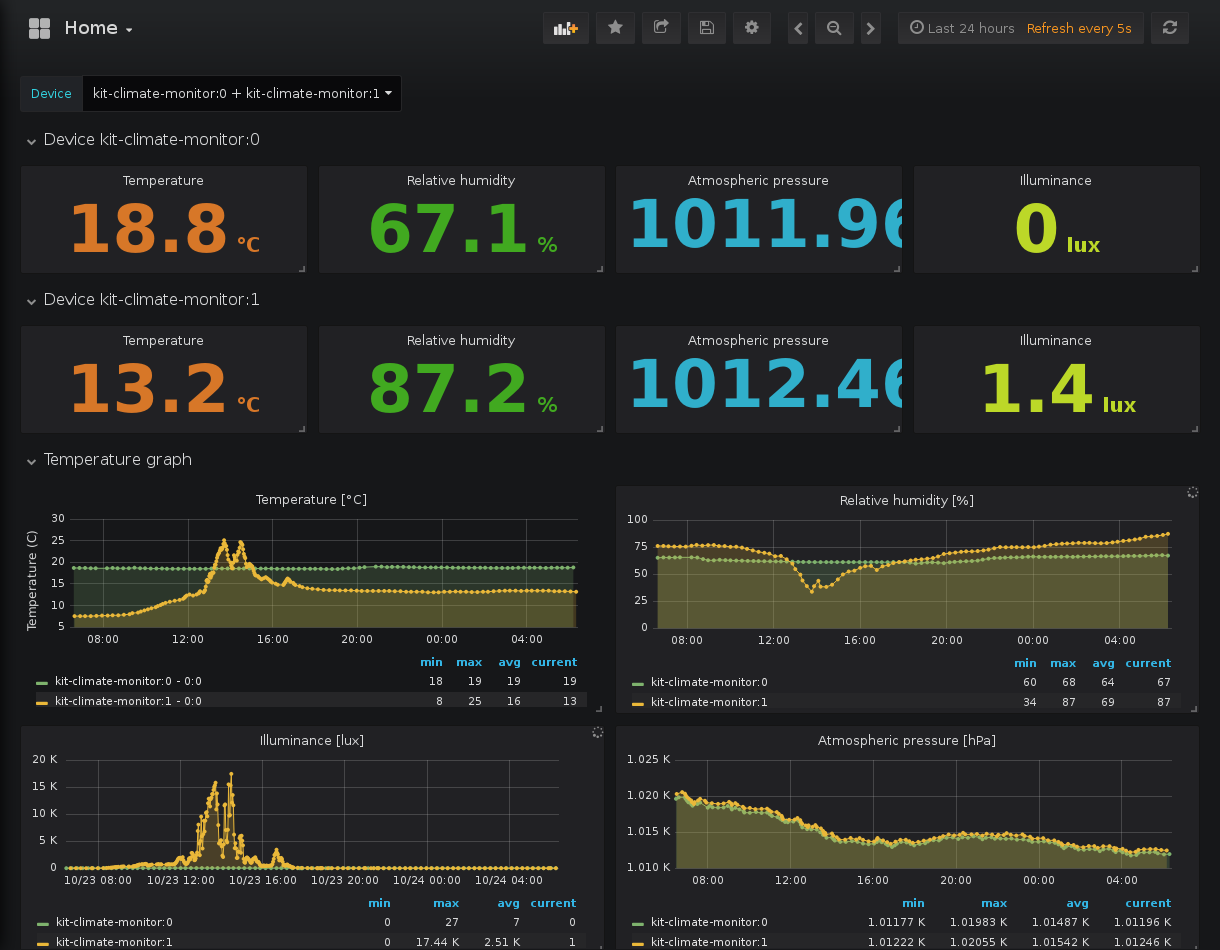 Home
Last 24 hours Refresh every 5s
Device kit-climate-monitor:0 + kit-climate-monitor:1
Device kit-climate-monitor:0
Temperature Relative humidity Atmospheric pressure Illuminance
18.8 °C 67.1 % 1011.96 0 lux
Device kit-climate-monitor:1
Temperature Relative humidity Atmospheric pressure Illuminance
13.2 °C 87.2 % 1012.46 1.4 lux
Temperature graph
Temperature [°C]
Temperature (C)
30
25
20
15
10
5
08:00 12:00 16:00 20:00 00:00 04:00
min max avg current
kit-climate-monitor:0 - 0:0 18 19 19 19
kit-climate-monitor:1 - 0:0 8 25 16 13
Relative humidity [%]
100
75
50
25
0
08:00 12:00 16:00 20:00 00:00 04:00
min max avg current
kit-climate-monitor:0 60 68 64 67
kit-climate-monitor:1 34 87 69 87
Illuminance [lux]
20 K
15 K
10 K
5 K
0
10/23 08:00 10/23 12:00 10/23 16:00 10/23 20:00 10/24 00:00 10/24 04:00
min max avg current
kit-climate-monitor:0 0 27 7 0
kit-climate-monitor:1 0 17.44 K 2.51 K 1
Atmospheric pressure [hPa]
1.025 K
1.020 K
1.015 K
1.010 K
08:00 12:00 16:00 20:00 00:00 04:00
min max avg current
kit-climate-monitor:0 1.01177 K 1.01983 K 1.01487 K 1.01196 K
kit-climate-monitor:1 1.01222 K 1.02055 K 1.01542 K 1.01246 K